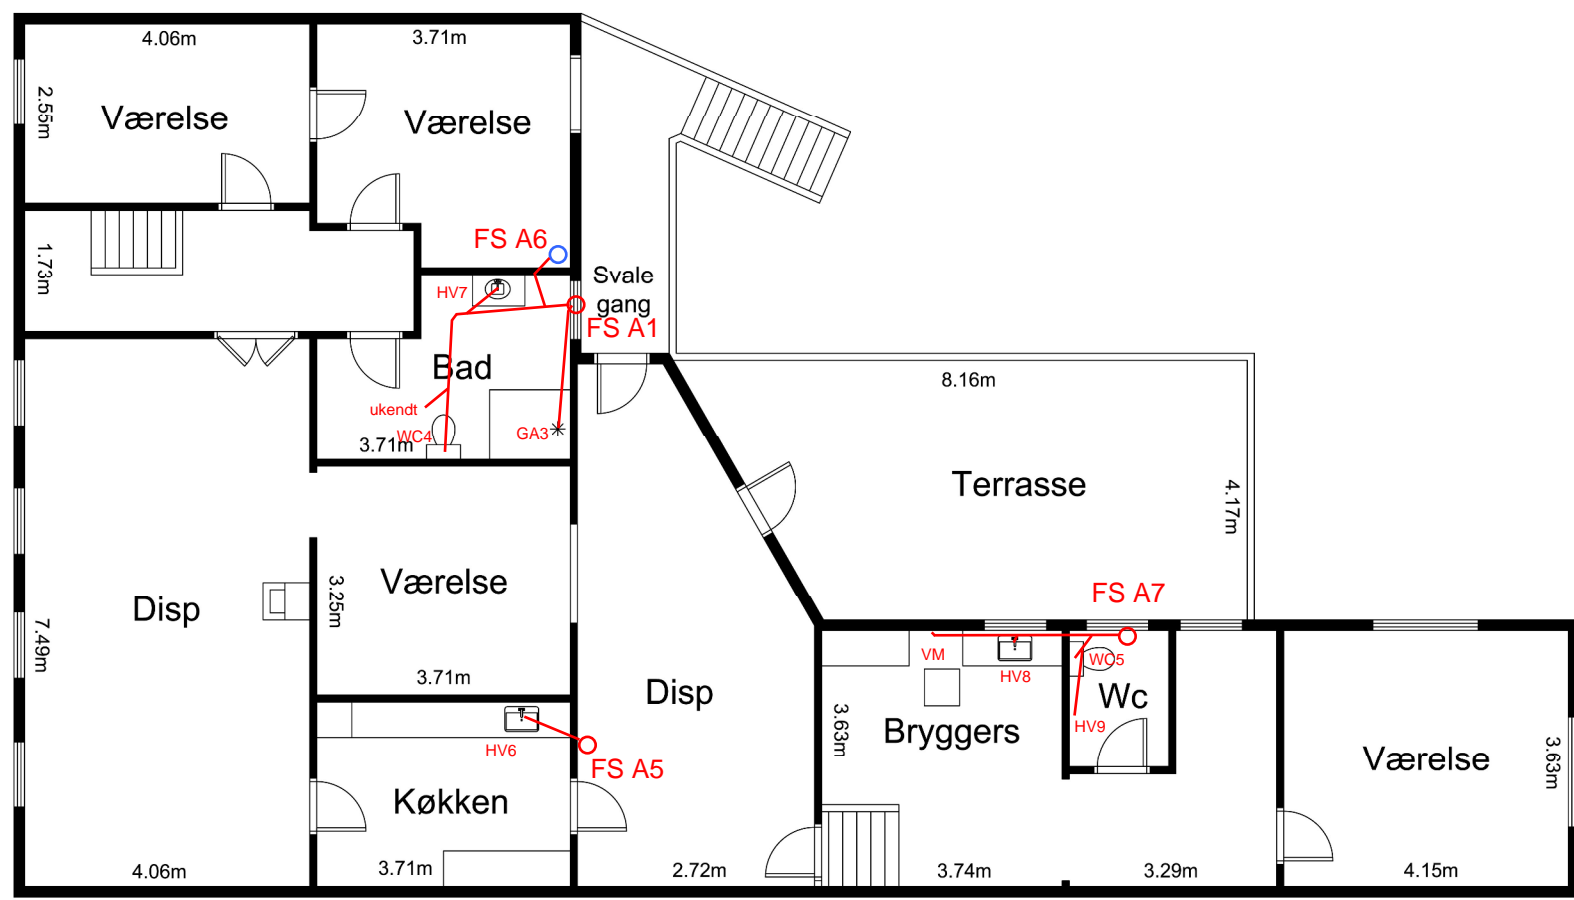 4.06m
3.71m
2.55m
Værelse
Værelse
FS A6
1.73m
HV7
Svale
gang
FS A1
Bad
8.16m
ukendt
WC4
3.71m
GA3
Terrasse
4.17m
Værelse
3.25m
FS A7
Disp
7.49m
VM
HV8
WC5
3.71m
Disp
Wc
HV9
3.63m
Bryggers
HV6
FS A5
Værelse
3.63m
Køkken
4.06m
3.71m
2.72m
3.74m
3.29m
4.15m